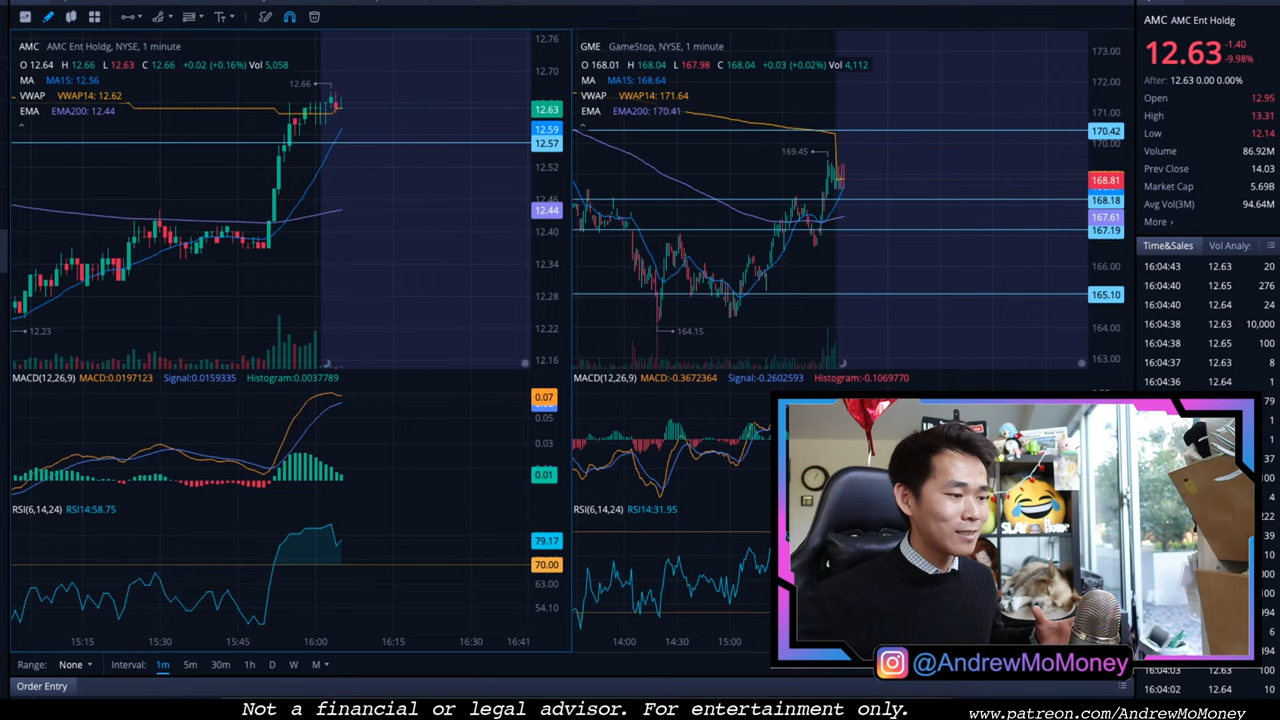 AMC AMC Ent Holdg, NYSE, 1 minute
O 12.64 H 12.66 L 12.63 C 12.66 +0.02 (+0.16%) Vol 5,058
MA MA15: 12.56
VWAP VWAP14: 12.62
EMA EMA200: 12.44
12.66
12.23
12.76
12.70
12.63
12.59
12.57
12.52
12.46
12.44
12.40
12.34
12.28
12.22
12.16
MACD(12,26,9) MACD:0.0197123 Signal:0.0159335 Histogram:0.0037789
0.07
0.05
0.03
0.01
RSI(6,14,24) RSI14:58.75
79.17
70.00
63.00
54.10
15:15 15:30 15:45 16:00 16:15 16:30 16:41
GME GameStop, NYSE, 1 minute
O 168.01 H 168.04 L 167.98 C 168.04 +0.03 (+0.02%) Vol 4,112
MA MA15: 168.64
VWAP VWAP14: 171.64
EMA EMA200: 170.41
169.45
164.15
173.00
172.00
171.00
170.42
170.00
168.81
168.18
167.61
167.19
166.00
165.10
164.00
163.00
MACD(12,26,9) MACD:-0.3672364 Signal:-0.2602593 Histogram:-0.1069770
RSI(6,14,24) RSI14:31.95
14:00 14:30 15:00
Range: None Interval: 1m 5m 30m 1h D W M
Order Entry
AMC AMC Ent Holdg
12.63 -1.40
-9.98%
After: 12.63 0.00 0.00%
Open 12.95
High 13.31
Low 12.14
Volume 86.92M
Prev Close 14.03
Market Cap 5.69B
Avg Vol(3M) 94.64M
More >
Time&Sales Vol Analy:
16:04:43 12.63 20
16:04:40 12.65 276
16:04:40 12.64 24
16:04:38 12.63 10,000
16:04:38 12.65 100
16:04:37 12.63 8
16:04:36 12.64 1
16:04:03 12.63 1
16:04:02 12.64 10
@AndrewMoMoney
Not a financial or legal advisor. For entertainment only.
www.patreon.com/AndrewMoMoney